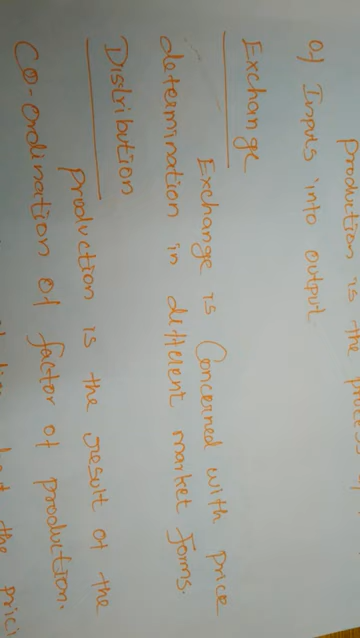 production is the process
of Inputs into output.
Exchange
Exchange is Concerned with price
determination in different market forms.
Distribution
Production is the result of the
Co-ordination of factor of production.
the prici